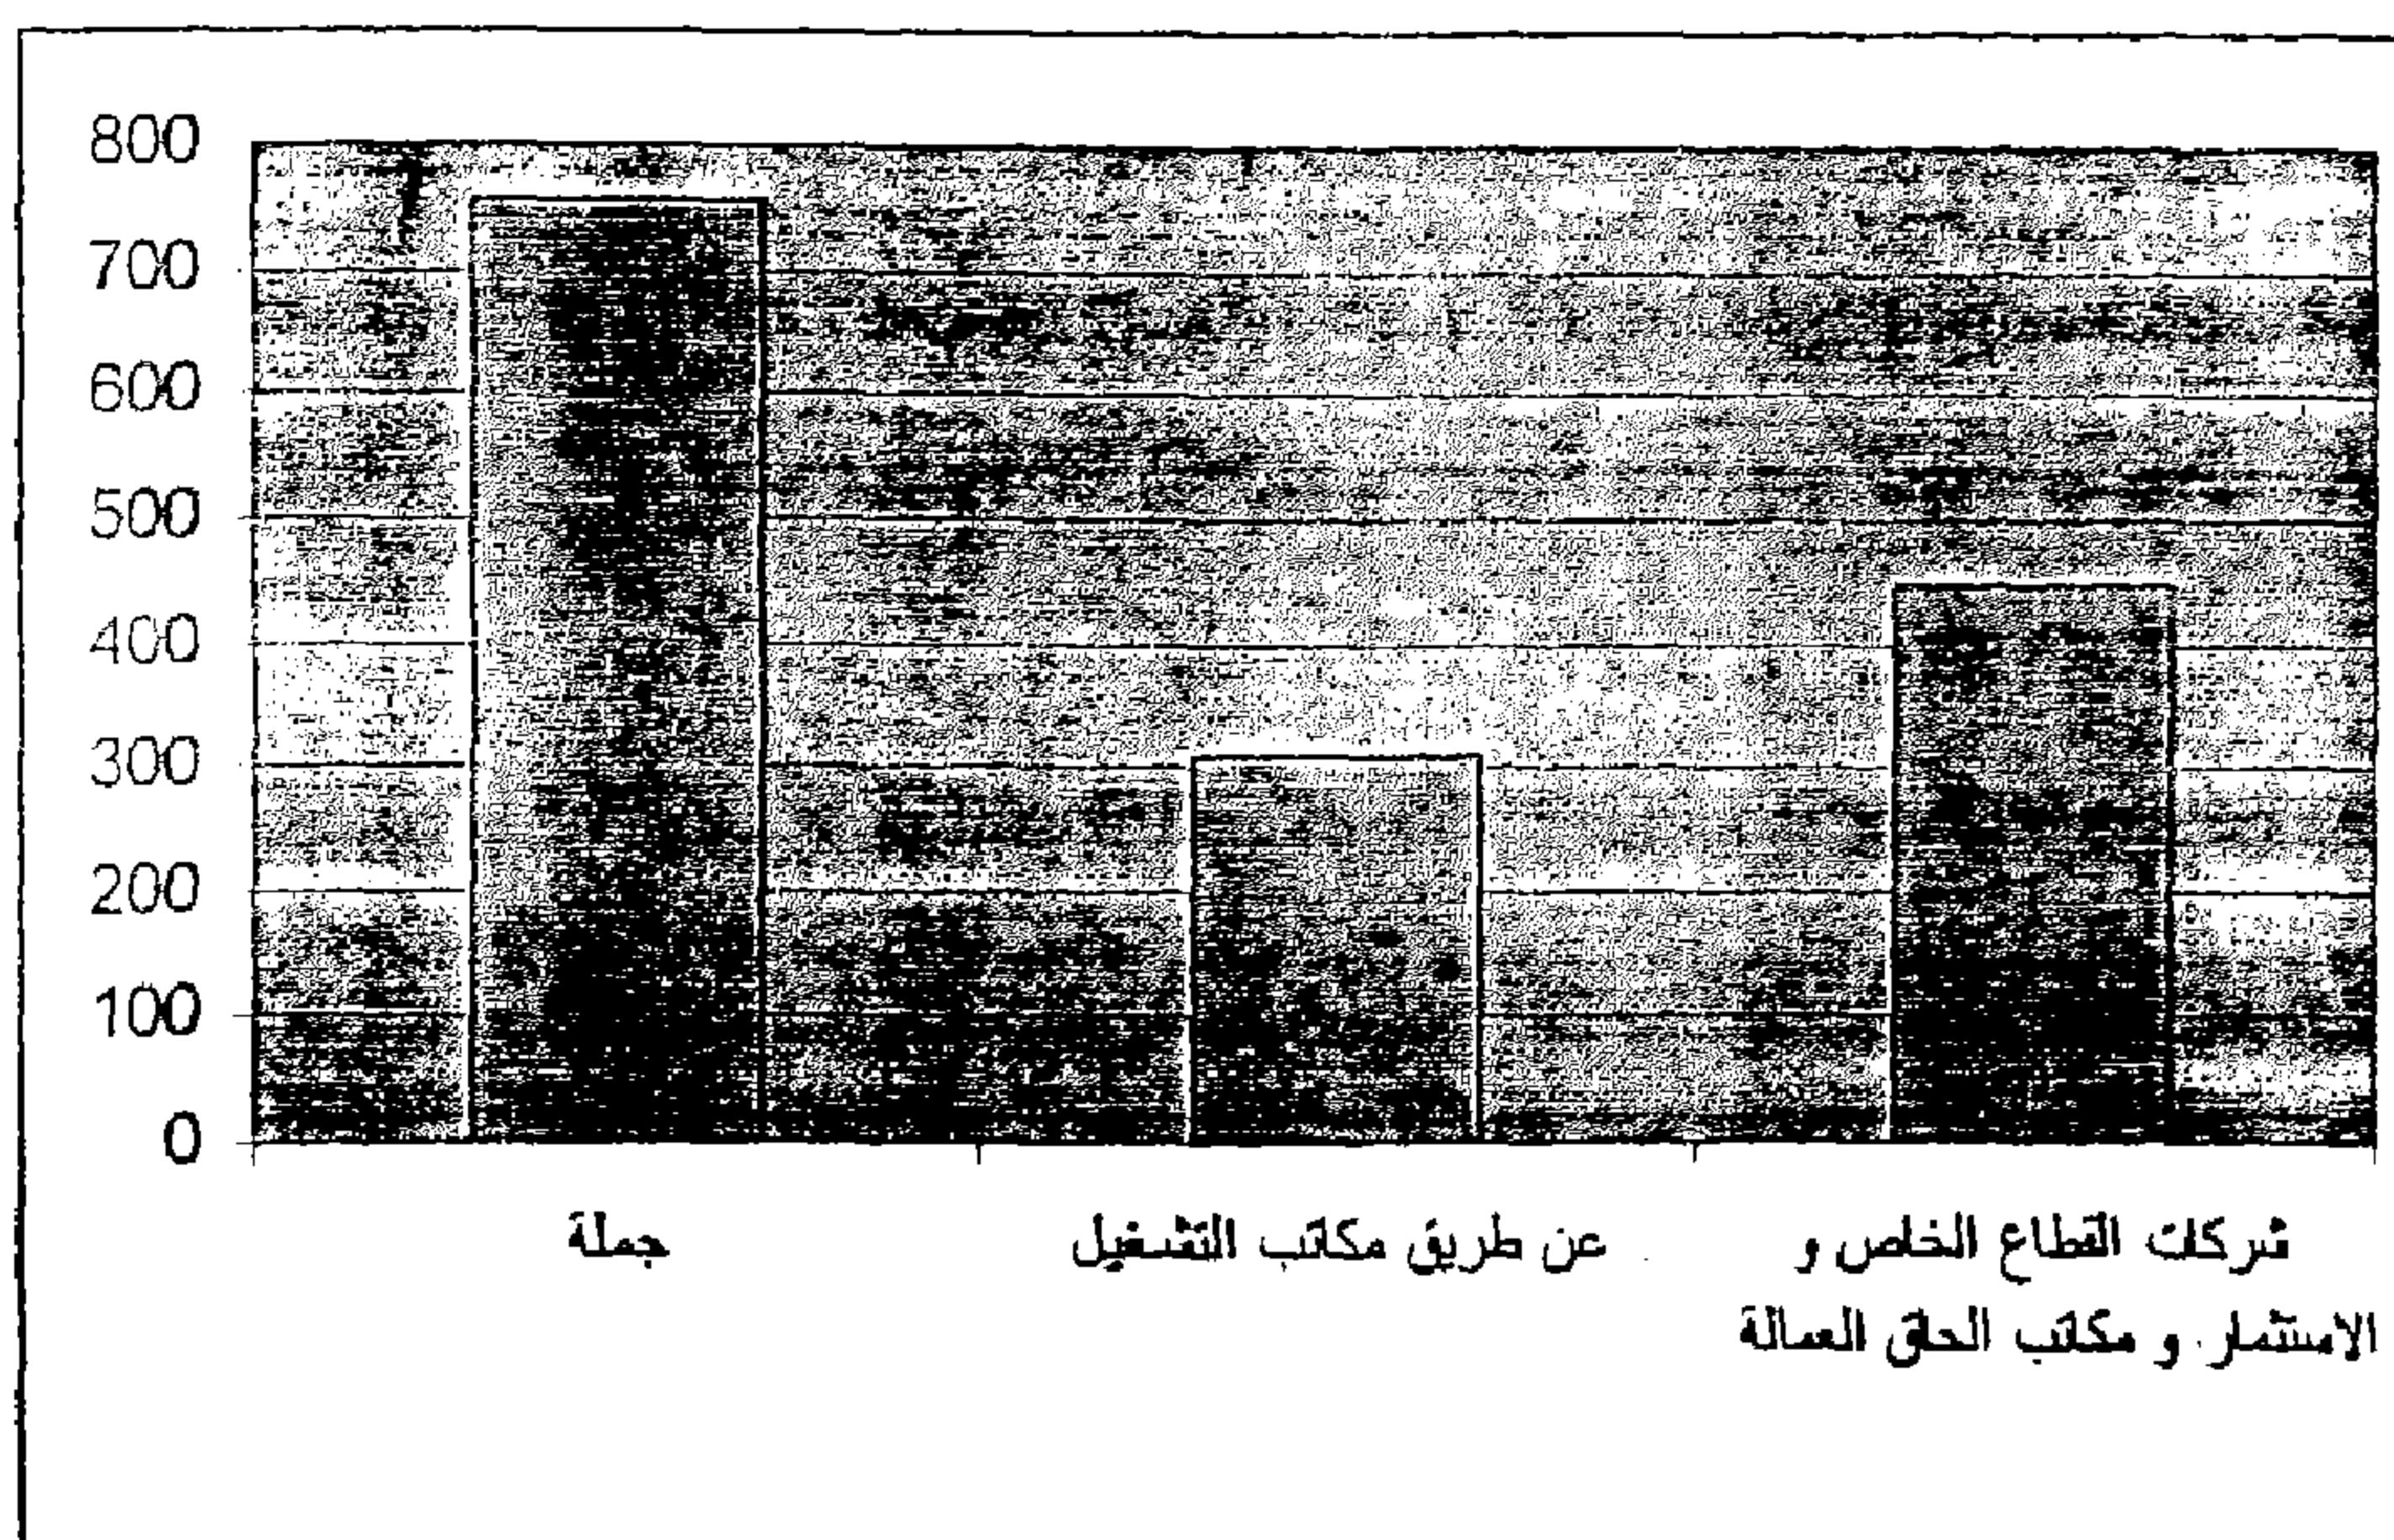 800
700
600
500
400
300
200
100
0
جملة
عن طريق مكاتب التشغيل
شركات القطاع الخاص و
الاستثمار و مكاتب الحاق العمالة